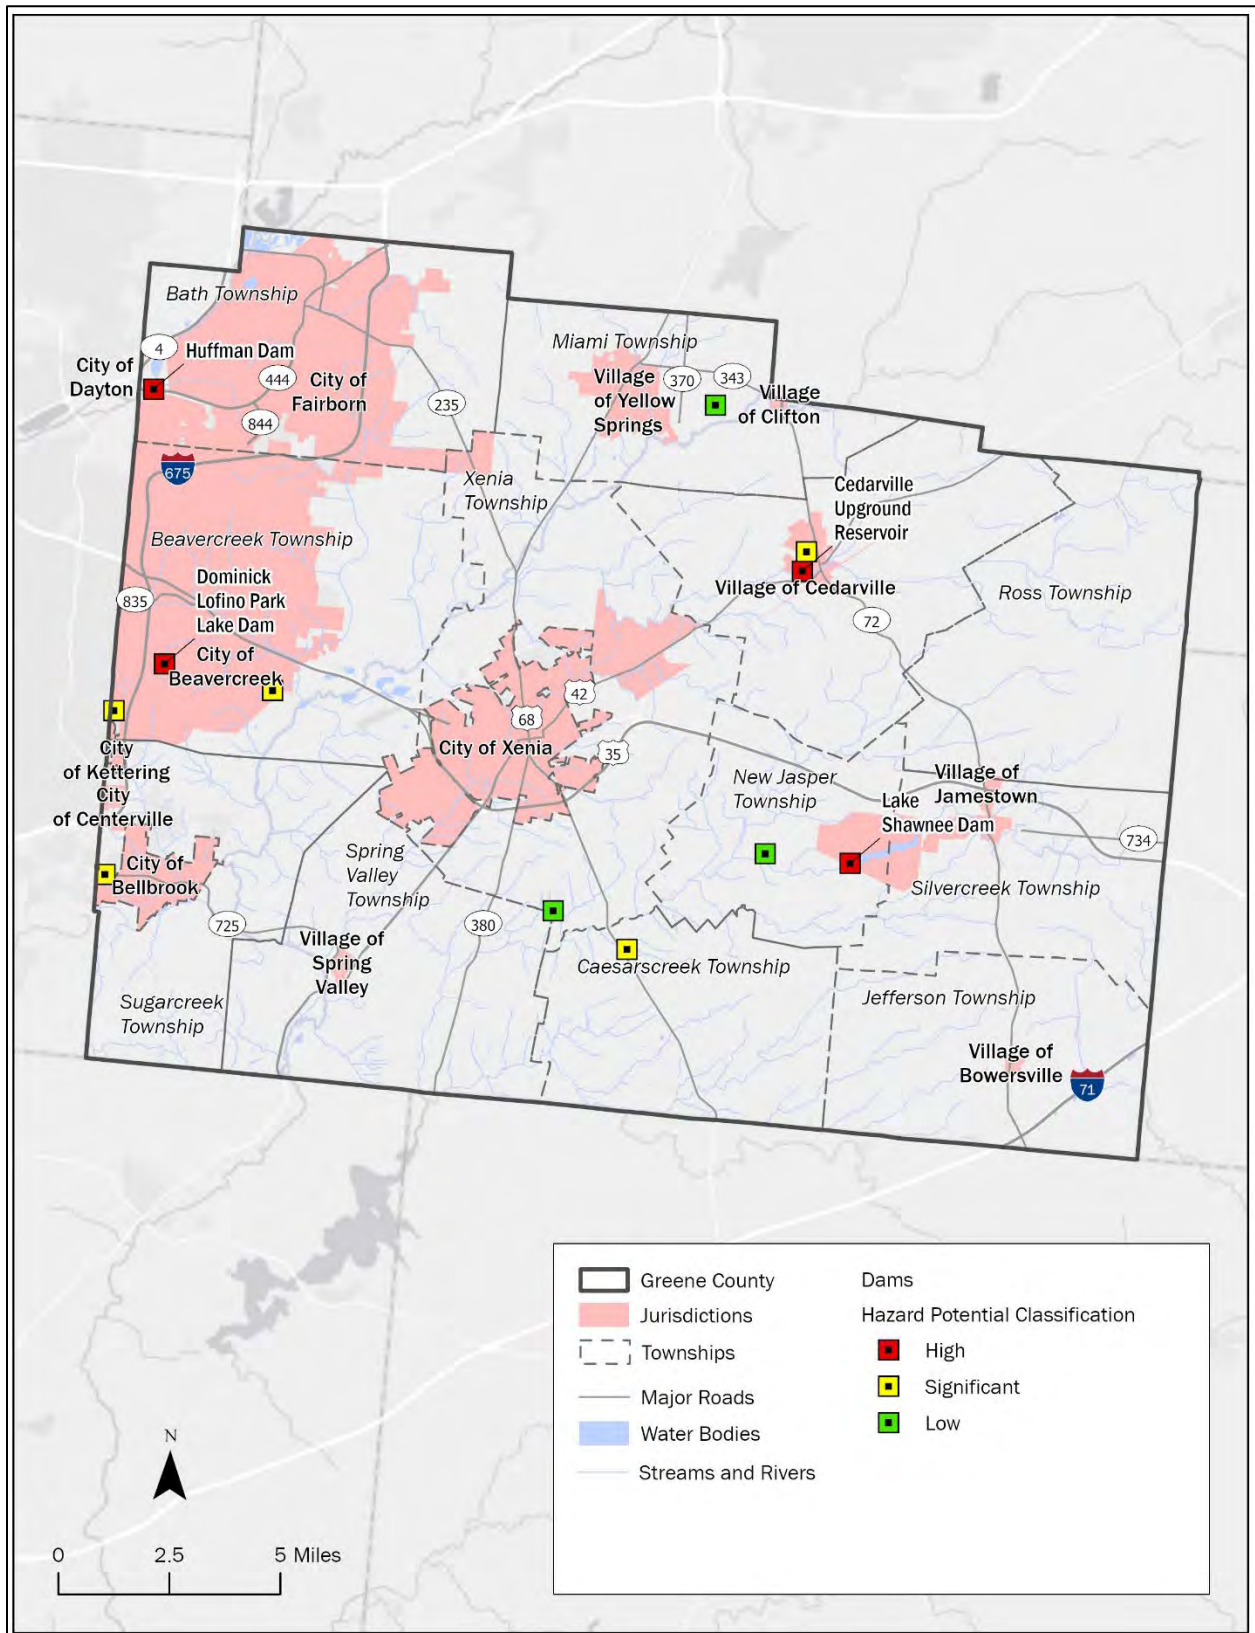 Bath Township
4
Huffman Dam
City of
Dayton
444
City of
Fairborn
844
235
Miami Township
Village
of Yellow
Springs
370
343
Village
of Clifton
675
Xenia
Township
Cedarville
Upground
Reservoir
Beavercreek Township
Dominick
Lofino Park
Lake Dam
835
City of
Beavercreek
Village of Cedarville
72
Ross Township
42
68
City of Xenia
35
City
of Kettering
City
of Centerville
New Jasper
Township
Village of
Jamestown
Lake
Shawnee Dam
734
City of
Bellbrook
Spring
Valley
Township
Silvercreek Township
725
380
Village of
Spring
Valley
Caesarscreek Township
Sugarcreek
Township
Jefferson Township
Village of
Bowersville
71
Greene County
Jurisdictions
Townships
Major Roads
Water Bodies
Streams and Rivers
Dams
Hazard Potential Classification
High
Significant
Low
N
0 2.5 5 Miles